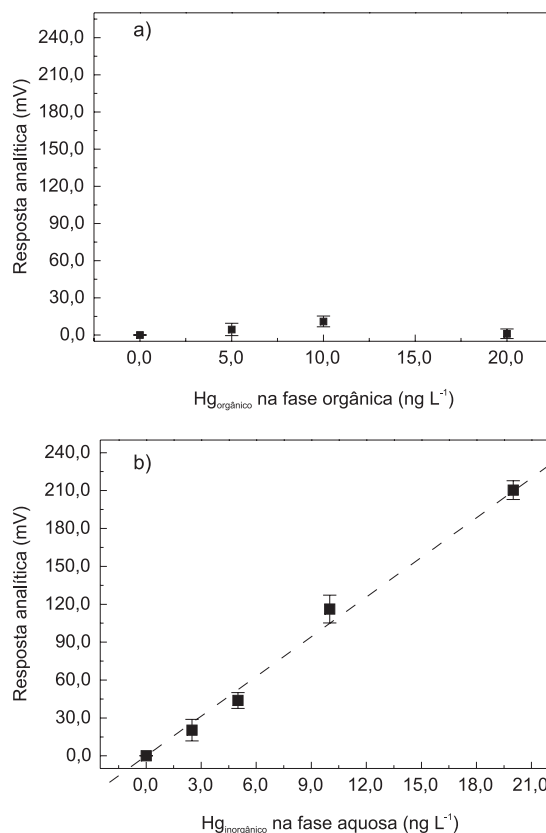 a)
240,0
210,0
180,0
150,0
120,0
90,0
60,0
30,0
0,0
Resposta analítica (mV)
0,0 5,0 10,0 15,0 20,0
Hgorgânico na fase orgânica (ng L-1)
b)
240,0
210,0
180,0
150,0
120,0
90,0
60,0
30,0
0,0
Resposta analítica (mV)
0,0 3,0 6,0 9,0 12,0 15,0 18,0 21,0
Hginorgânico na fase aquosa (ng L-1)